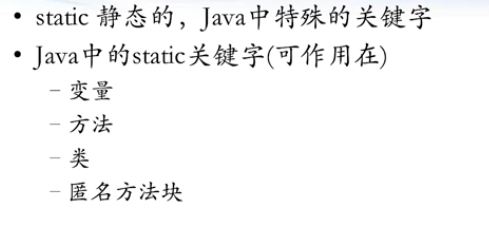 • static 静态的，Java中特殊的关键字
• Java中的static关键字(可作用在)
– 变量
– 方法
– 类
– 匿名方法块